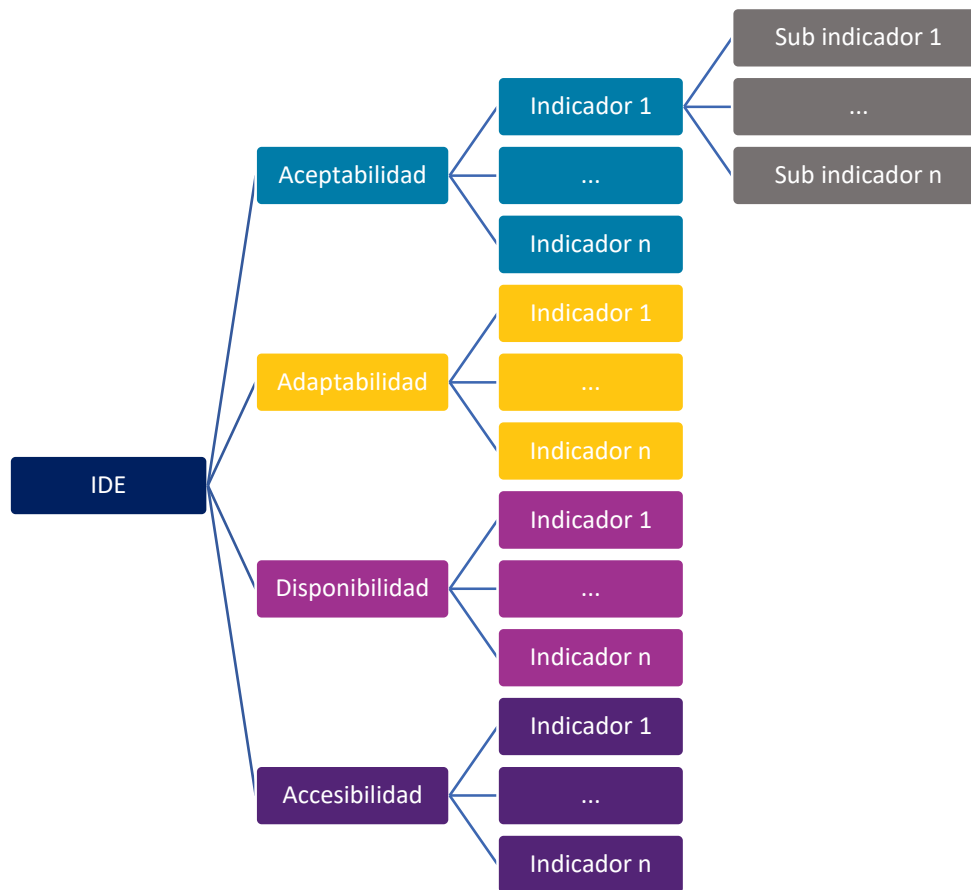 IDE
Aceptabilidad
Indicador 1
Sub indicador 1
...
Sub indicador n
...
Indicador n
Adaptabilidad
Indicador 1
...
Indicador n
Disponibilidad
Indicador 1
...
Indicador n
Accesibilidad
Indicador 1
...
Indicador n